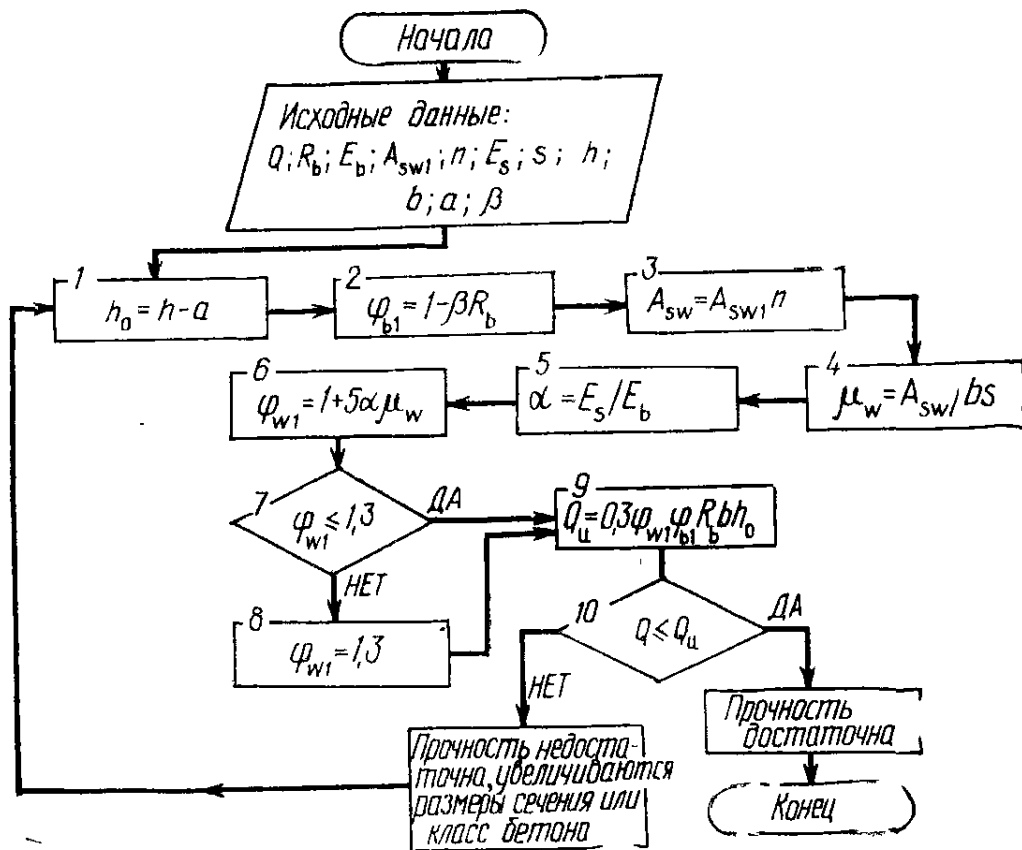 Начала
Исходные данные:
Q; R_b; E_b; A_sw1; n; E_s; s; h;
b; a; β
1
h_0 = h - a
2
φ_b1 = 1 - βR_b
3
A_sw = A_sw1 n
4
μ_w = A_sw/bs
5
α = E_s/E_b
6
φ_w1 = 1 + 5αμ_w
7
φ_w1 ≤ 1,3
ДА
НЕТ
8
φ_w1 = 1,3
9
Q_u = 0,3φ_w1 φ_b1 R_b bh_0
10
Q ≤ Q_u
ДА
НЕТ
Прочность
достаточна
Прочность недоста-
точна, увеличиваются
размеры сечения или
класс бетона
Конец